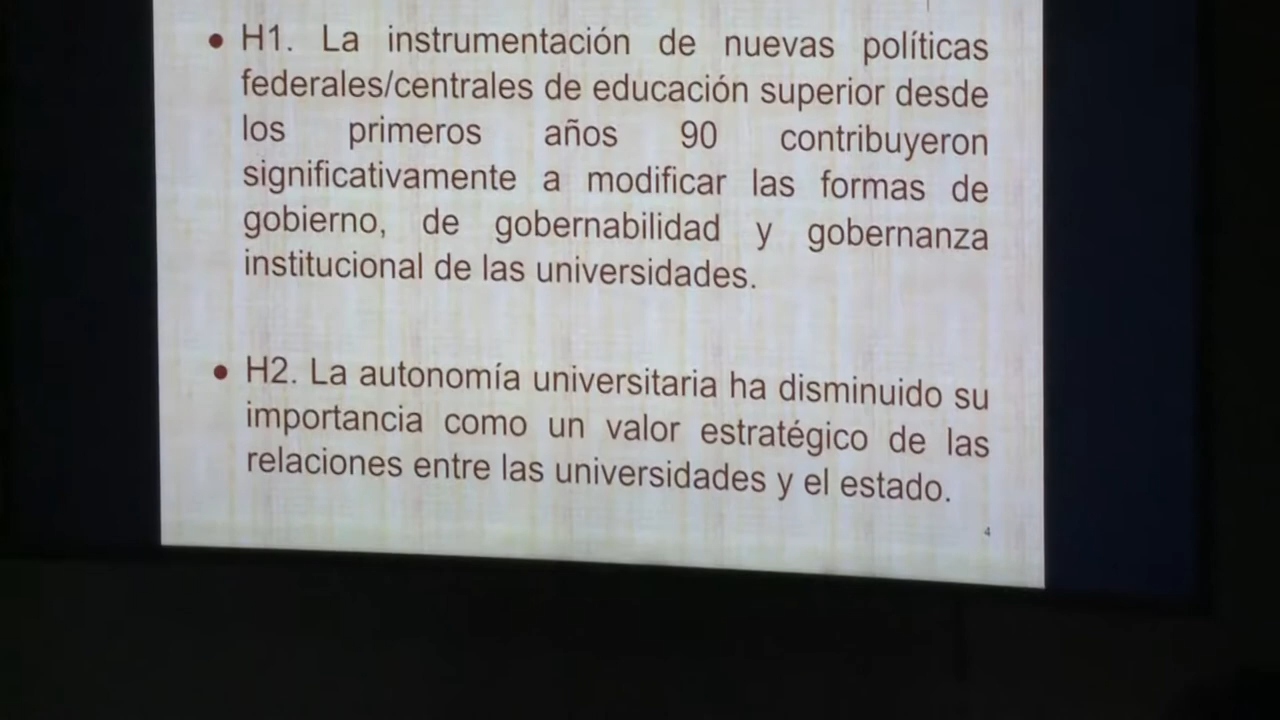 • H1. La instrumentación de nuevas políticas
federales/centrales de educación superior desde
los primeros años 90 contribuyeron
significativamente a modificar las formas de
gobierno, de gobernabilidad y gobernanza
institucional de las universidades.
• H2. La autonomía universitaria ha disminuido su
importancia como un valor estratégico de las
relaciones entre las universidades y el estado.
4